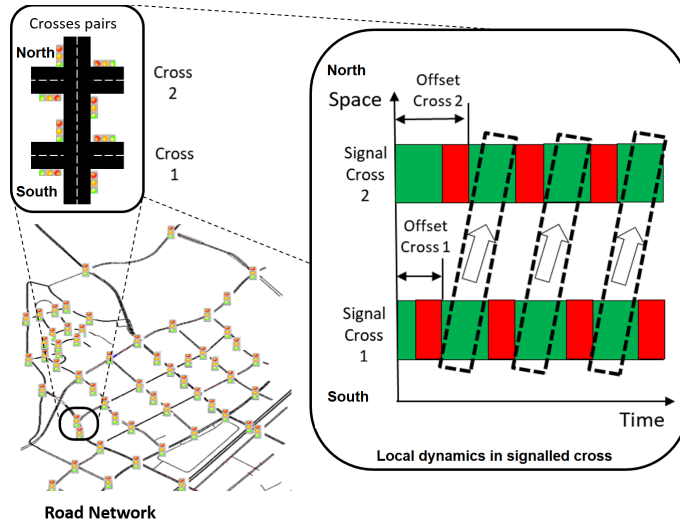 Crosses pairs
North
Cross
2
Cross
1
South
North
Space
Offset
Cross 2
Signal
Cross
2
Offset
Cross 1
Signal
Cross
1
South
Time
Local dynamics in signalled cross
Road Network